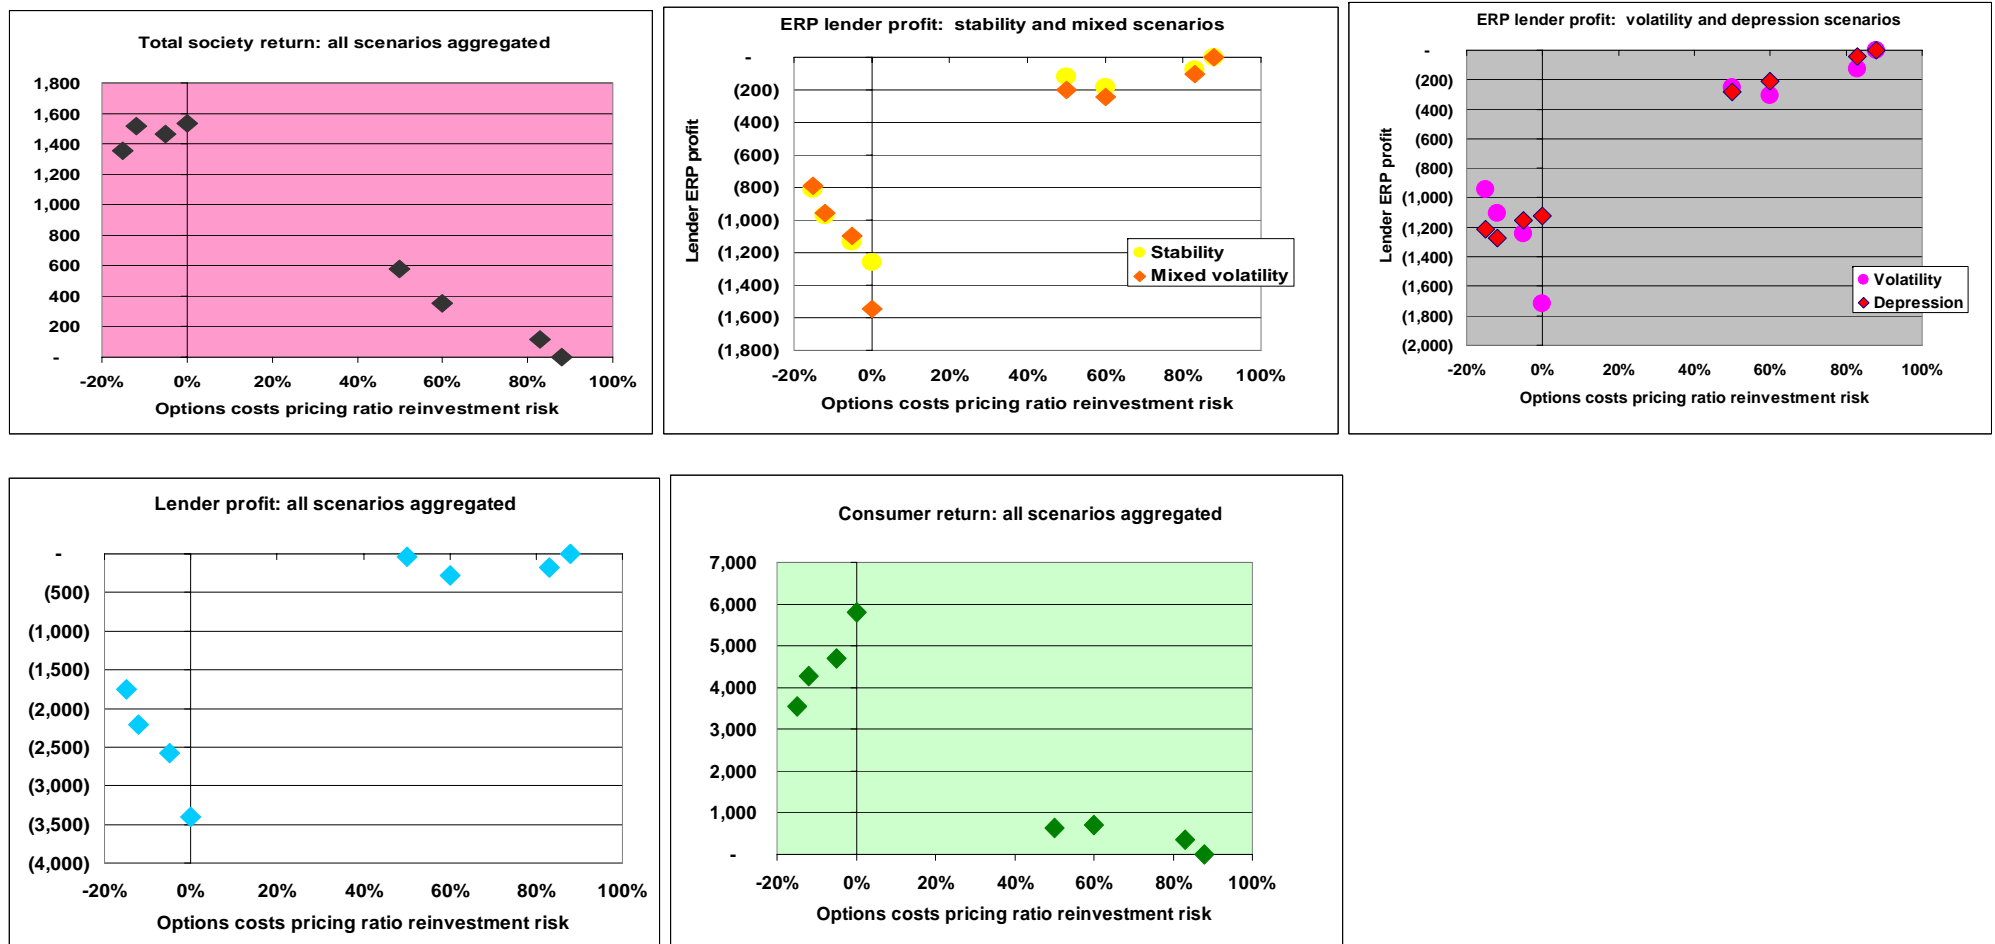 Total society return: all scenarios aggregated
1,800
1,600
1,400
1,200
1,000
800
600
400
200
-
-20% 0% 20% 40% 60% 80% 100%
Options costs pricing ratio reinvestment risk
ERP lender profit: stability and mixed scenarios
Lender ERP profit
-
(200)
(400)
(600)
(800)
(1,000)
(1,200)
(1,400)
(1,600)
(1,800)
Stability
Mixed volatility
-20% 0% 20% 40% 60% 80% 100%
Options costs pricing ratio reinvestment risk
ERP lender profit: volatility and depression scenarios
Lender ERP profit
-
(200)
(400)
(600)
(800)
(1,000)
(1,200)
(1,400)
(1,600)
(1,800)
(2,000)
Volatility
Depression
-20% 0% 20% 40% 60% 80% 100%
Options costs pricing ratio reinvestment risk
Lender profit: all scenarios aggregated
-
(500)
(1,000)
(1,500)
(2,000)
(2,500)
(3,000)
(3,500)
(4,000)
-20% 0% 20% 40% 60% 80% 100%
Options costs pricing ratio reinvestment risk
Consumer return: all scenarios aggregated
7,000
6,000
5,000
4,000
3,000
2,000
1,000
-
-20% 0% 20% 40% 60% 80% 100%
Options costs pricing ratio reinvestment risk